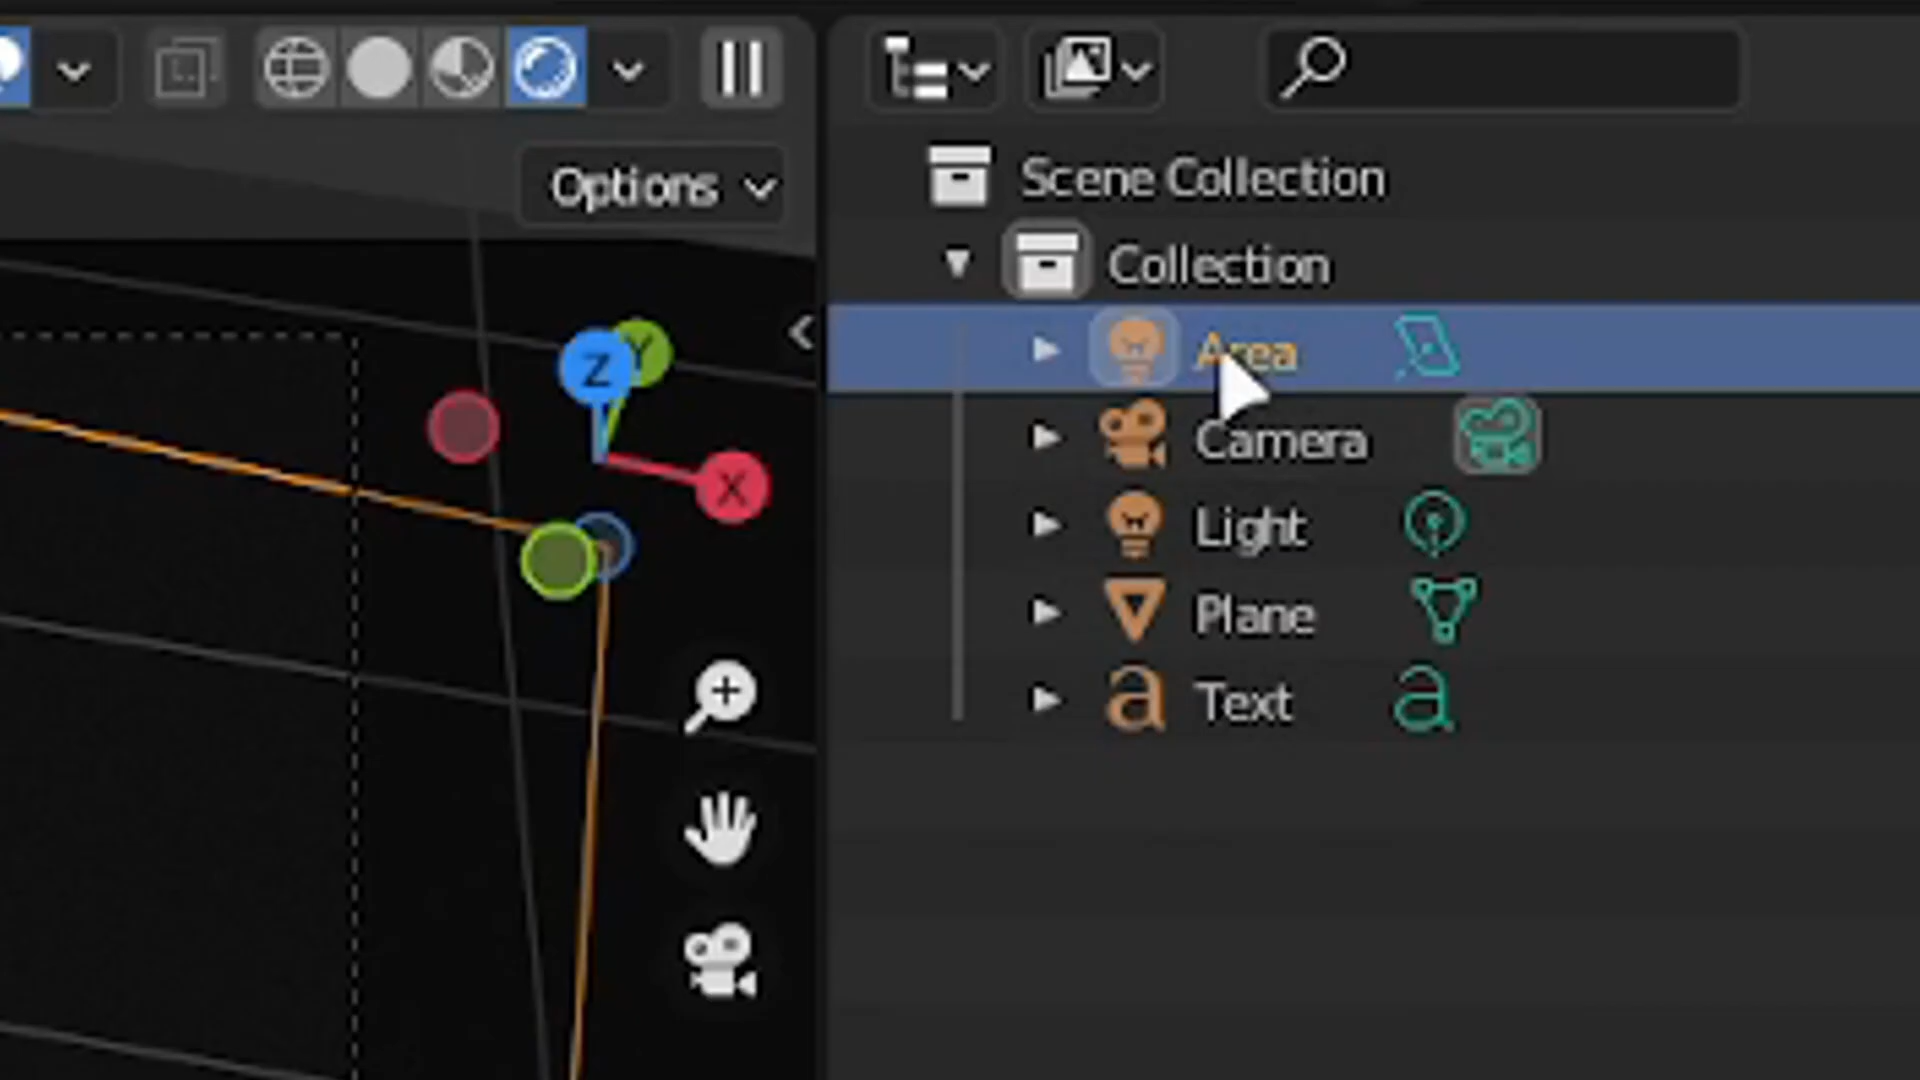 Options
Z
Y
X
Scene Collection
Collection
Area
Camera
Light
Plane
Text